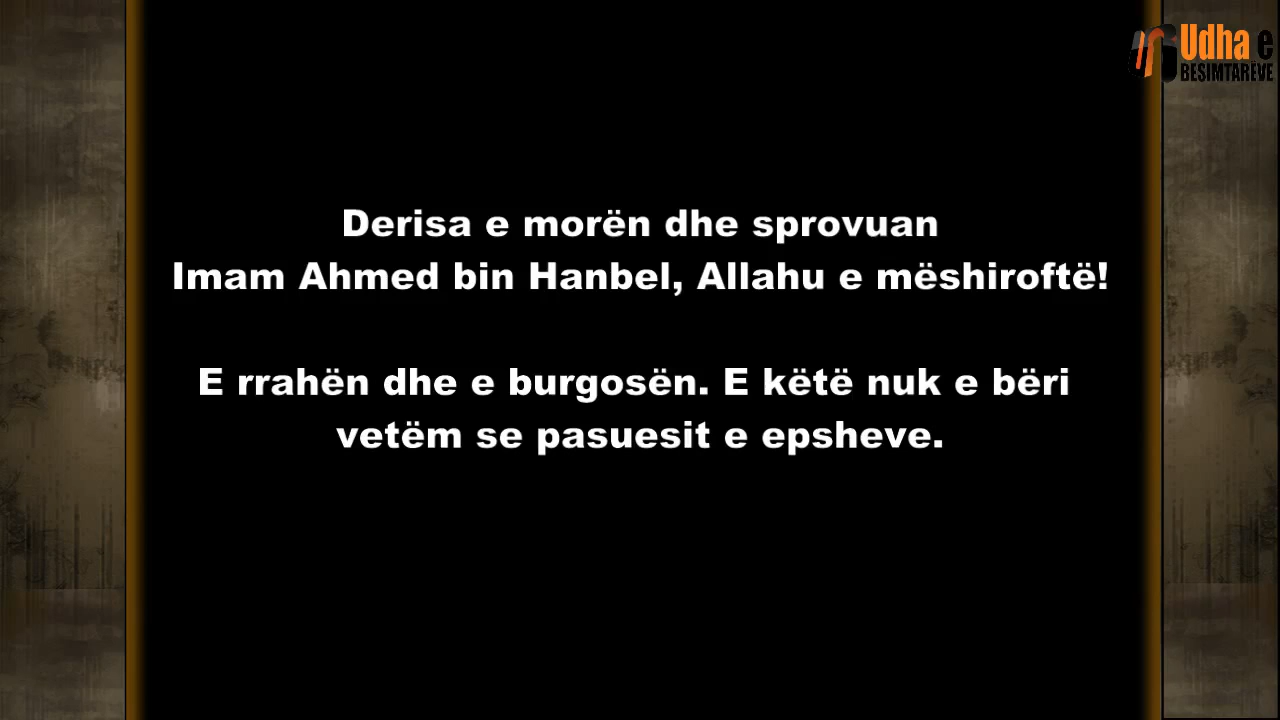 Udha e
BESIMTARËVE
Derisa e morën dhe sprovuan
Imam Ahmed bin Hanbel, Allahu e mëshiroftë!
E rrahën dhe e burgosën. E këtë nuk e bëri
vetëm se pasuesit e epsheve.